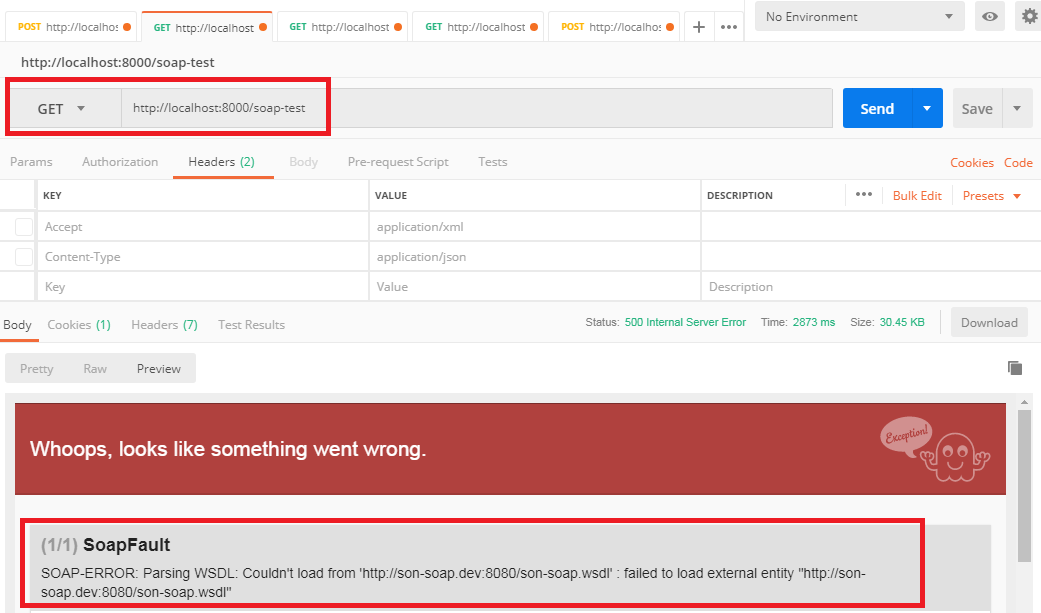 POST http://localhos GET http://localhost GET http://localhost GET http://localhost POST http://localhos + ••• No Environment
http://localhost:8000/soap-test
GET http://localhost:8000/soap-test Send Save
Params Authorization Headers (2) Body Pre-request Script Tests Cookies Code
KEY VALUE DESCRIPTION ••• Bulk Edit Presets
Accept application/xml
Content-Type application/json
Key Value Description
Body Cookies (1) Headers (7) Test Results Status: 500 Internal Server Error Time: 2873 ms Size: 30.45 KB Download
Pretty Raw Preview
Whoops, looks like something went wrong. Exception!
(1/1) SoapFault
SOAP-ERROR: Parsing WSDL: Couldn't load from 'http://son-soap.dev:8080/son-soap.wsdl' : failed to load external entity "http://son-
soap.dev:8080/son-soap.wsdl"